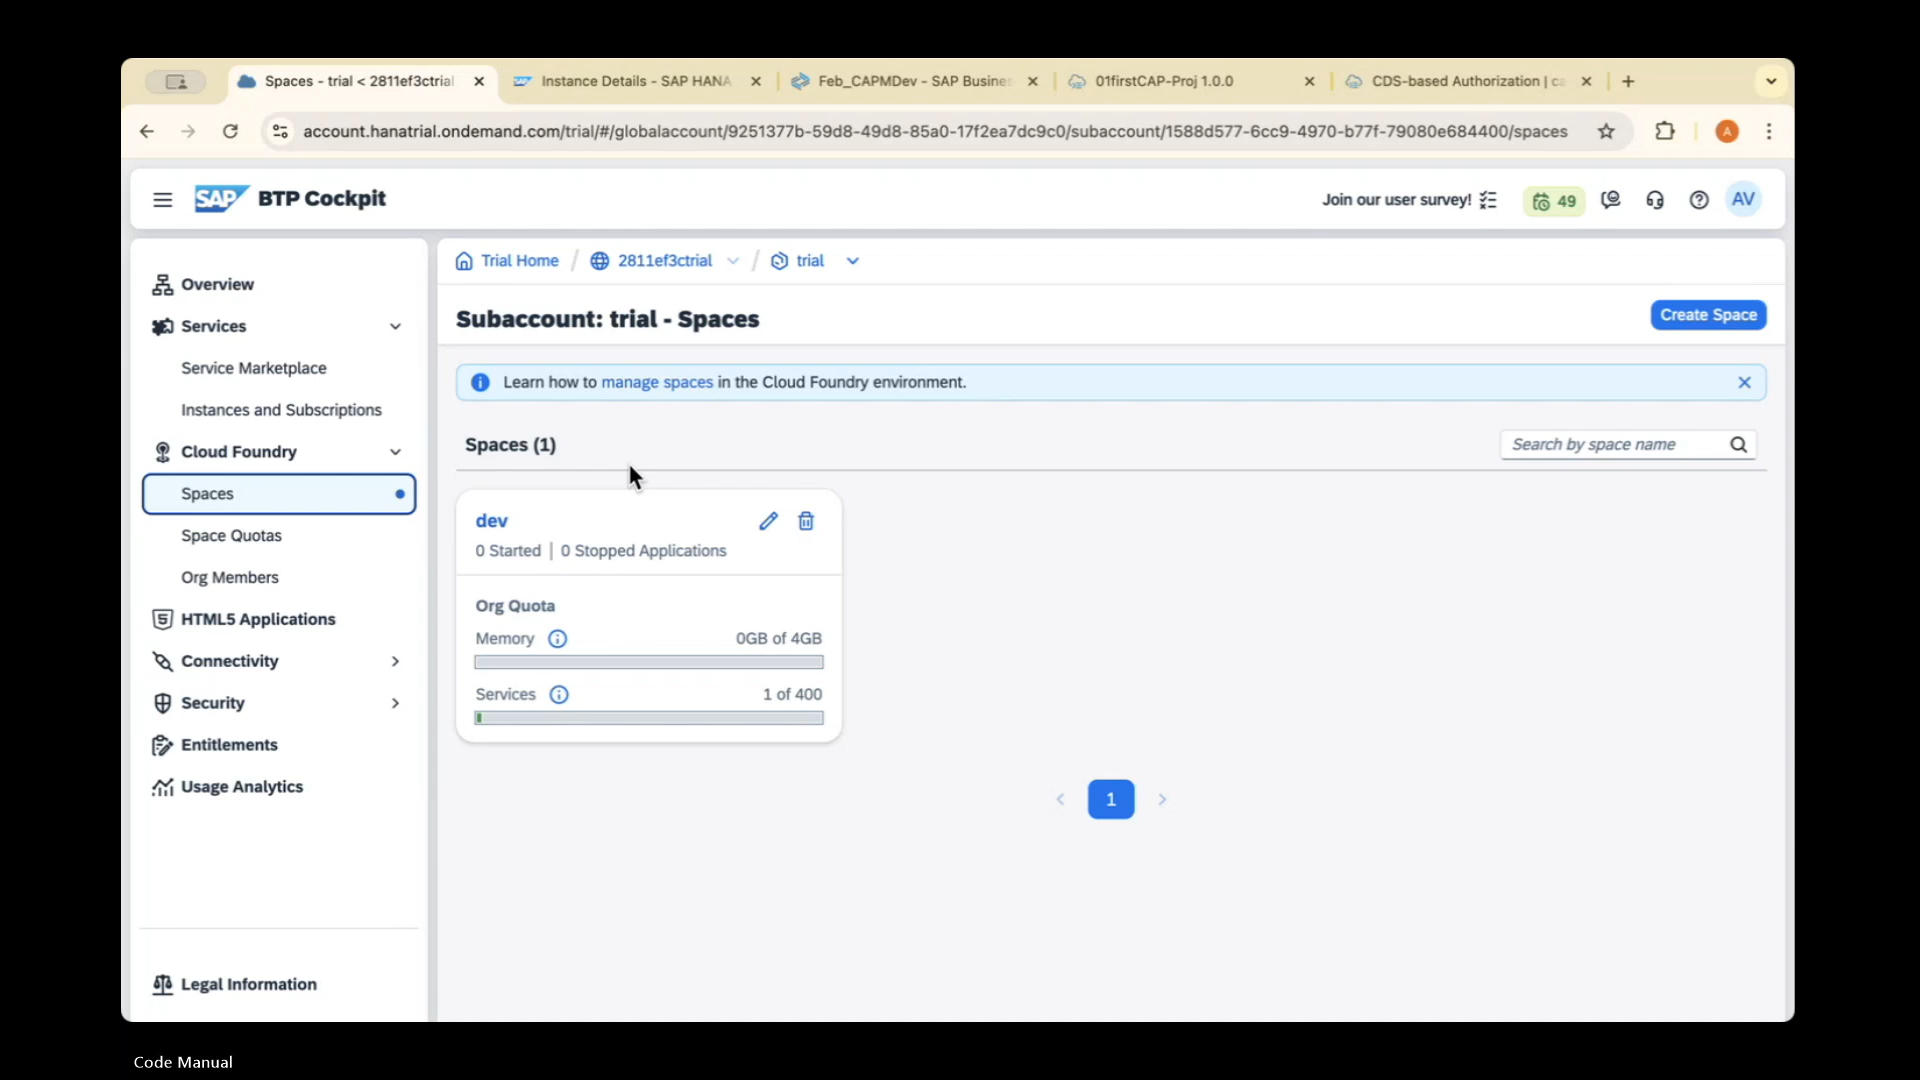 Spaces - trial < 2811ef3ctrial
Instance Details - SAP HANA
Feb_CAPMDev - SAP Busine
01firstCAP-Proj 1.0.0
CDS-based Authorization | ca
account.hanatrial.ondemand.com/trial/#/globalaccount/9251377b-59d8-49d8-85a0-17f2ea7dc9c0/subaccount/1588d577-6cc9-4970-b77f-79080e684400/spaces
A
SAP BTP Cockpit
Join our user survey!
49
AV
Overview
Services
Service Marketplace
Instances and Subscriptions
Cloud Foundry
Spaces
Space Quotas
Org Members
HTML5 Applications
Connectivity
Security
Entitlements
Usage Analytics
Legal Information
Trial Home / 2811ef3ctrial / trial
Subaccount: trial - Spaces
Create Space
Learn how to manage spaces in the Cloud Foundry environment.
Spaces (1)
Search by space name
dev
0 Started | 0 Stopped Applications
Org Quota
Memory 0GB of 4GB
Services 1 of 400
1
Code Manual